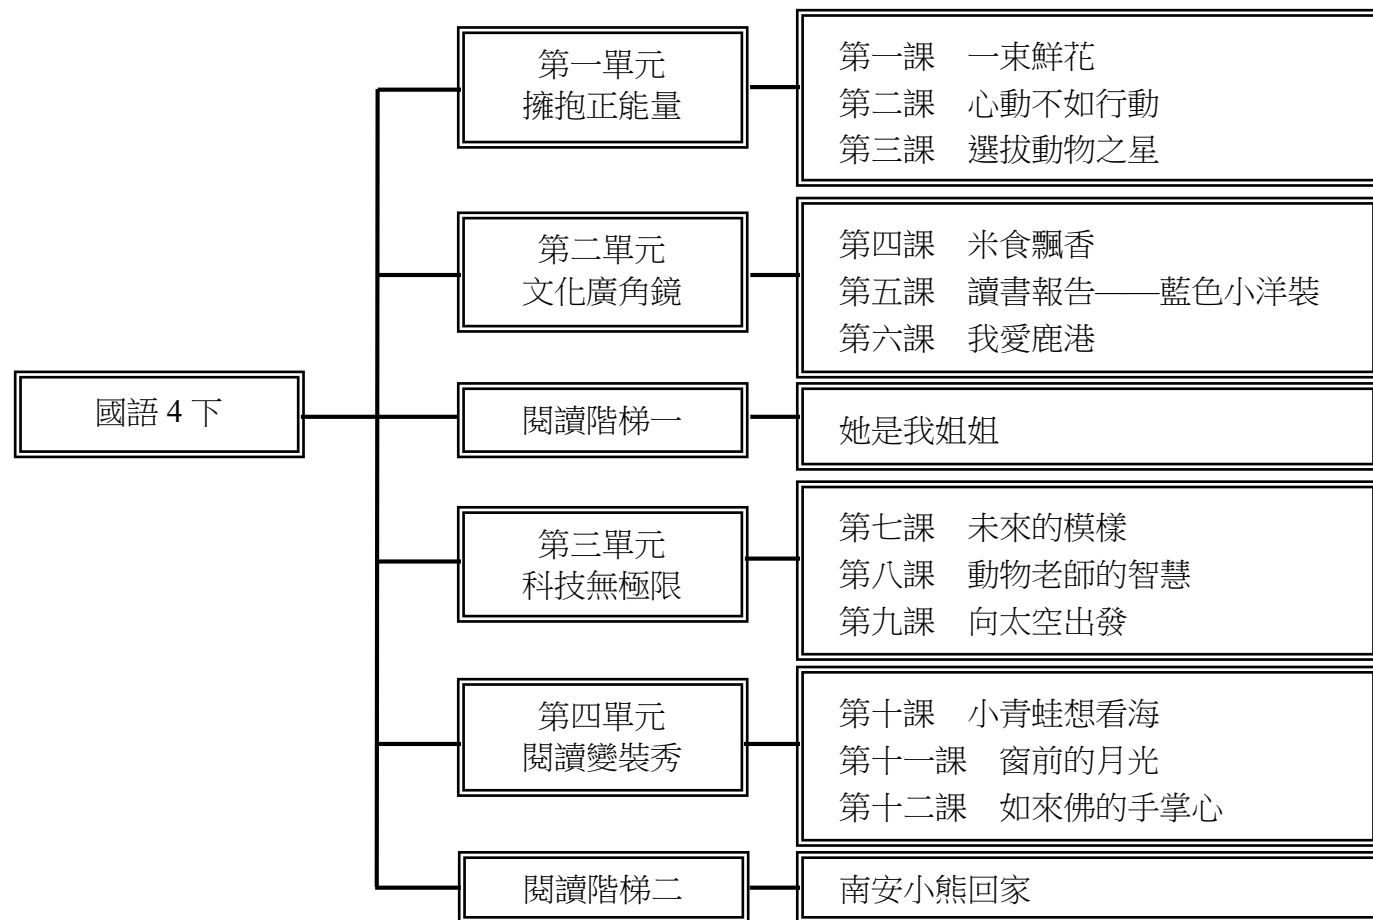 國語 4 下
第一單元
擁抱正能量
第一課　一束鮮花
第二課　心動不如行動
第三課　選拔動物之星
第二單元
文化廣角鏡
第四課　米食飄香
第五課　讀書報告——藍色小洋裝
第六課　我愛鹿港
閱讀階梯一
她是我姐姐
第三單元
科技無極限
第七課　未來的模樣
第八課　動物老師的智慧
第九課　向太空出發
第四單元
閱讀變裝秀
第十課　小青蛙想看海
第十一課　窗前的月光
第十二課　如來佛的手掌心
閱讀階梯二
南安小熊回家